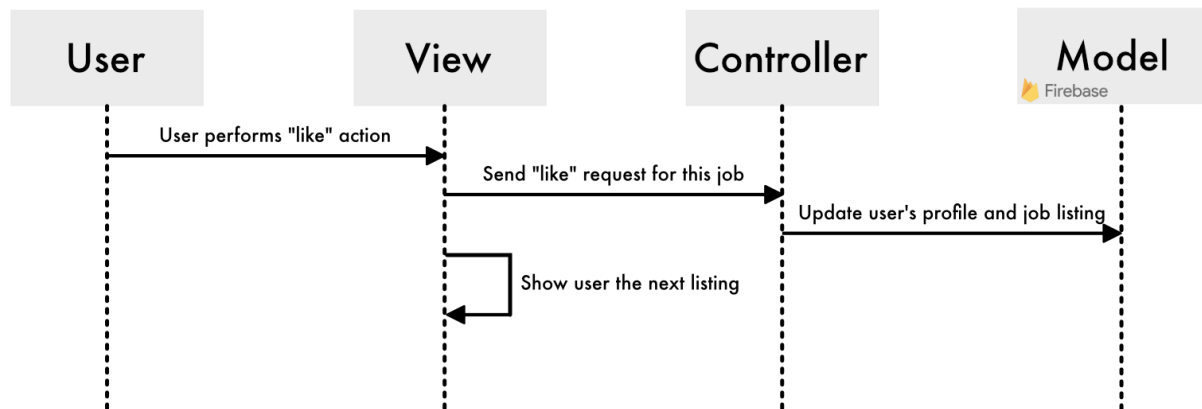 User
View
Controller
Model
Firebase
User performs "like" action
Send "like" request for this job
Update user's profile and job listing
Show user the next listing